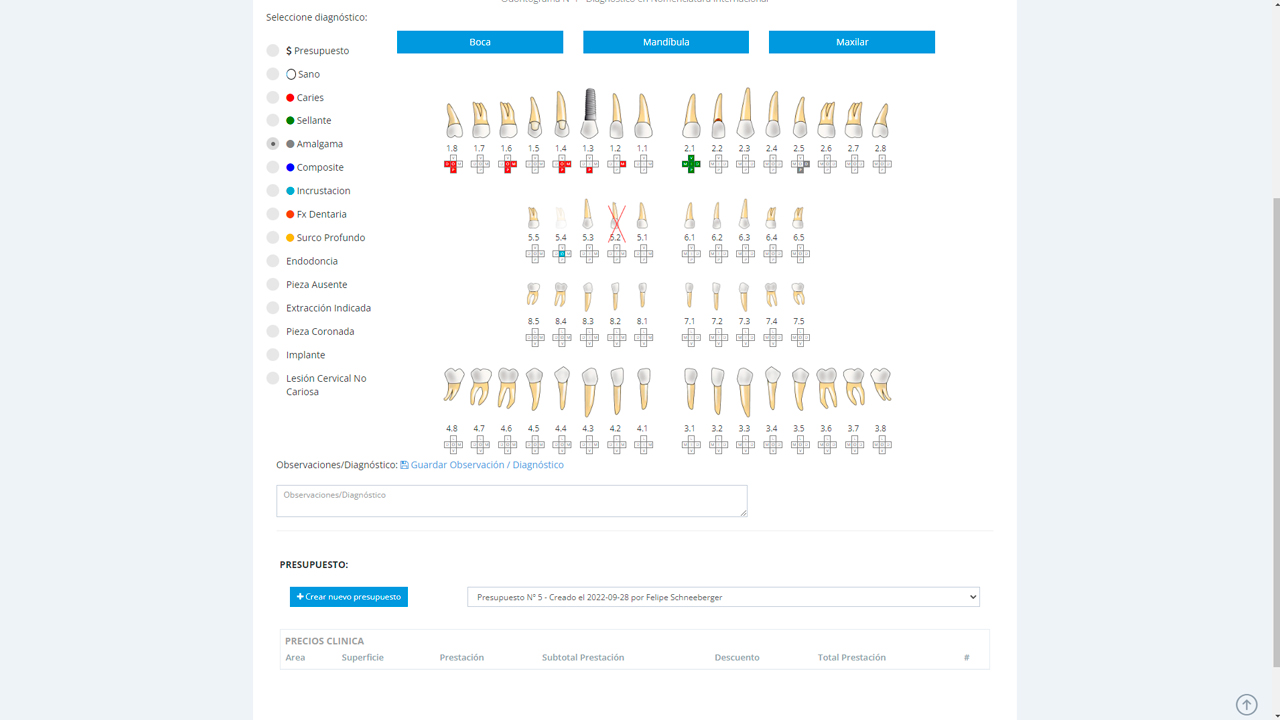 Odontograma N° 1 - Diagnóstico en Nomenclatura Internacional
Seleccione diagnóstico:
Boca Mandíbula Maxilar
$ Presupuesto
Sano
Caries
Sellante
Amalgama
Composite
Incrustacion
Fx Dentaria
Surco Profundo
Endodoncia
Pieza Ausente
Extracción Indicada
Pieza Coronada
Implante
Lesión Cervical No
Cariosa
1.8 1.7 1.6 1.5 1.4 1.3 1.2 1.1 2.1 2.2 2.3 2.4 2.5 2.6 2.7 2.8
5.5 5.4 5.3 5.2 5.1 6.1 6.2 6.3 6.4 6.5
8.5 8.4 8.3 8.2 8.1 7.1 7.2 7.3 7.4 7.5
4.8 4.7 4.6 4.5 4.4 4.3 4.2 4.1 3.1 3.2 3.3 3.4 3.5 3.6 3.7 3.8
Observaciones/Diagnóstico: Guardar Observación / Diagnóstico
Observaciones/Diagnóstico
PRESUPUESTO:
+ Crear nuevo presupuesto Presupuesto N° 5 - Creado el 2022-09-28 por Felipe Schneeberger
PRECIOS CLINICA
Area Superficie Prestación Subtotal Prestación Descuento Total Prestación #